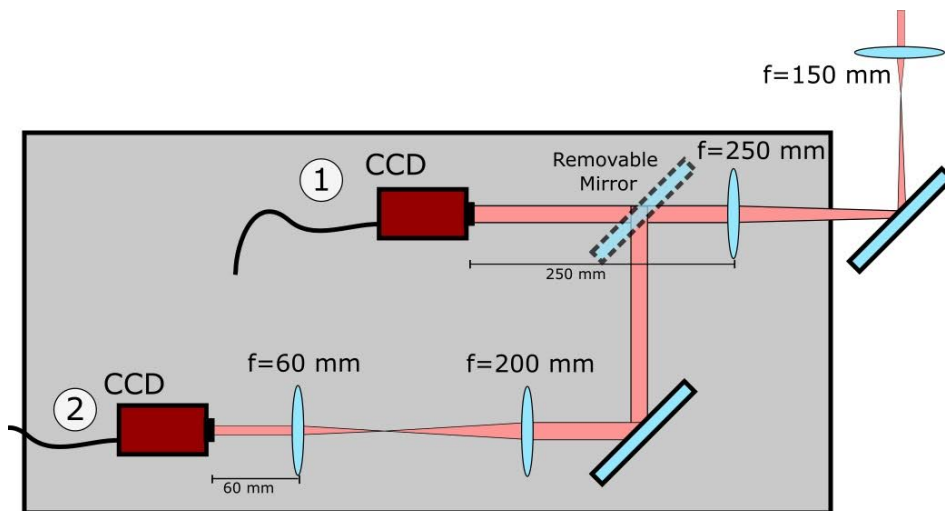 f=150 mm
1
CCD
Removable
Mirror
f=250 mm
250 mm
f=60 mm
f=200 mm
2
CCD
60 mm